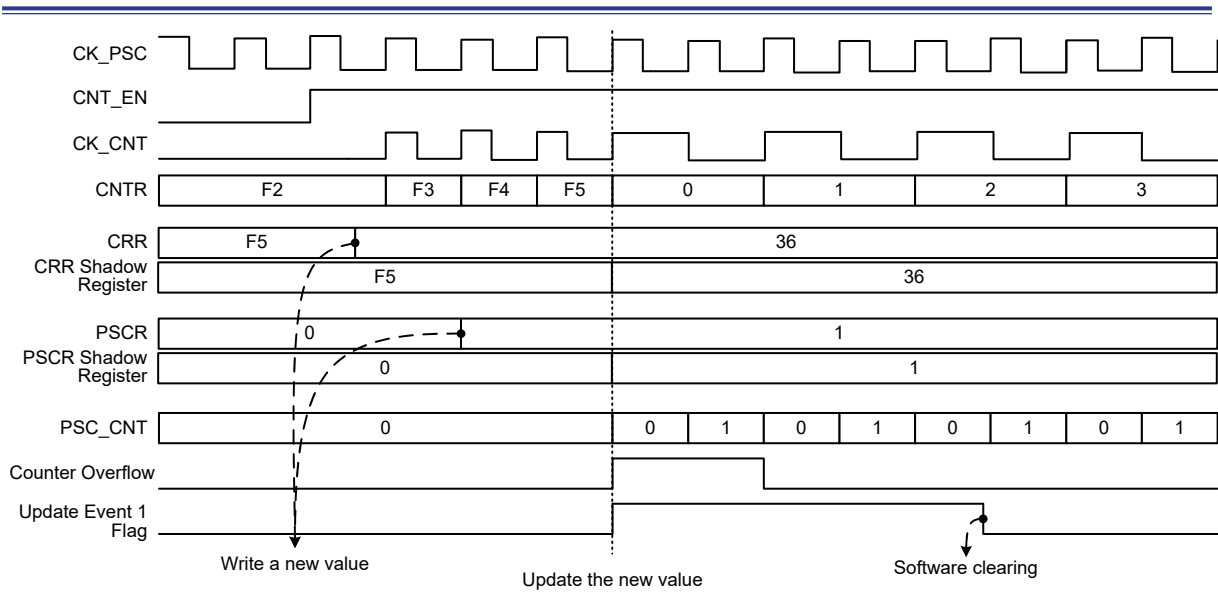 CK_PSC
CNT_EN
CK_CNT
CNTR F2 F3 F4 F5 0 1 2 3
CRR F5 36
CRR Shadow
Register F5 36
PSCR 0 1
PSCR Shadow
Register 0 1
PSC_CNT 0 0 1 0 1 0 1 0 1
Counter Overflow
Update Event 1
Flag
Write a new value
Update the new value
Software clearing